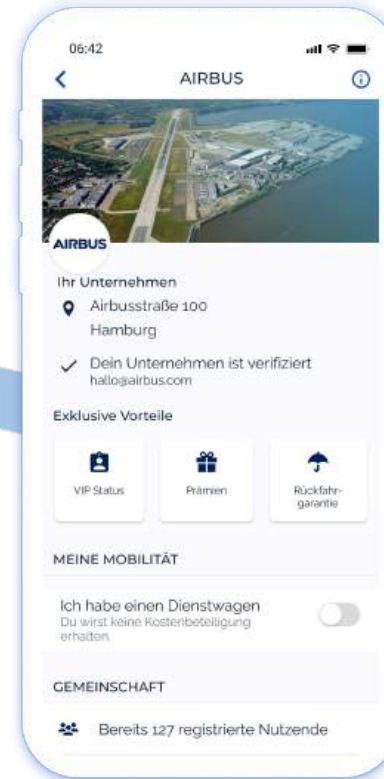 06:42
AIRBUS
AIRBUS
Ihr Unternehmen
Airbusstraße 100
Hamburg
Dein Unternehmen ist verifiziert
hallo@airbus.com
Exklusive Vorteile
VIP Status
Prämien
Rückfahr-
garantie
MEINE MOBILITÄT
Ich habe einen Dienstwagen
Du wirst keine Kostenbeteiligung
erhalten.
GEMEINSCHAFT
Bereits 127 registrierte Nutzende